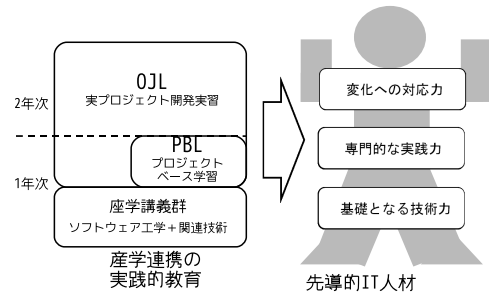 OJL
実プロジェクト開発実習
2年次
PBL
プロジェクト
ベース学習
1年次
座学講義群
ソフトウェア工学+関連技術
産学連携の
実践的教育
変化への対応力
専門的な実践力
基礎となる技術力
先導的IT人材